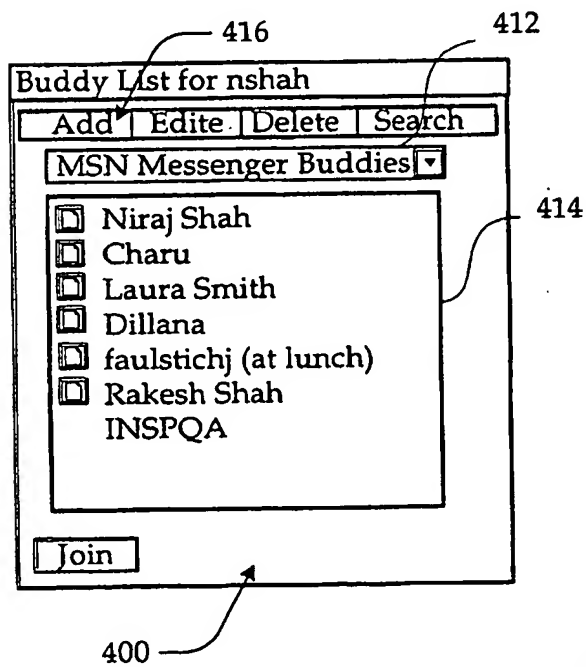 416
412
Buddy List for nshah
Add Edite Delete Search
MSN Messenger Buddies
414
Niraj Shah
Charu
Laura Smith
Dillana
faulstichj (at lunch)
Rakesh Shah
INSPQA
Join
400